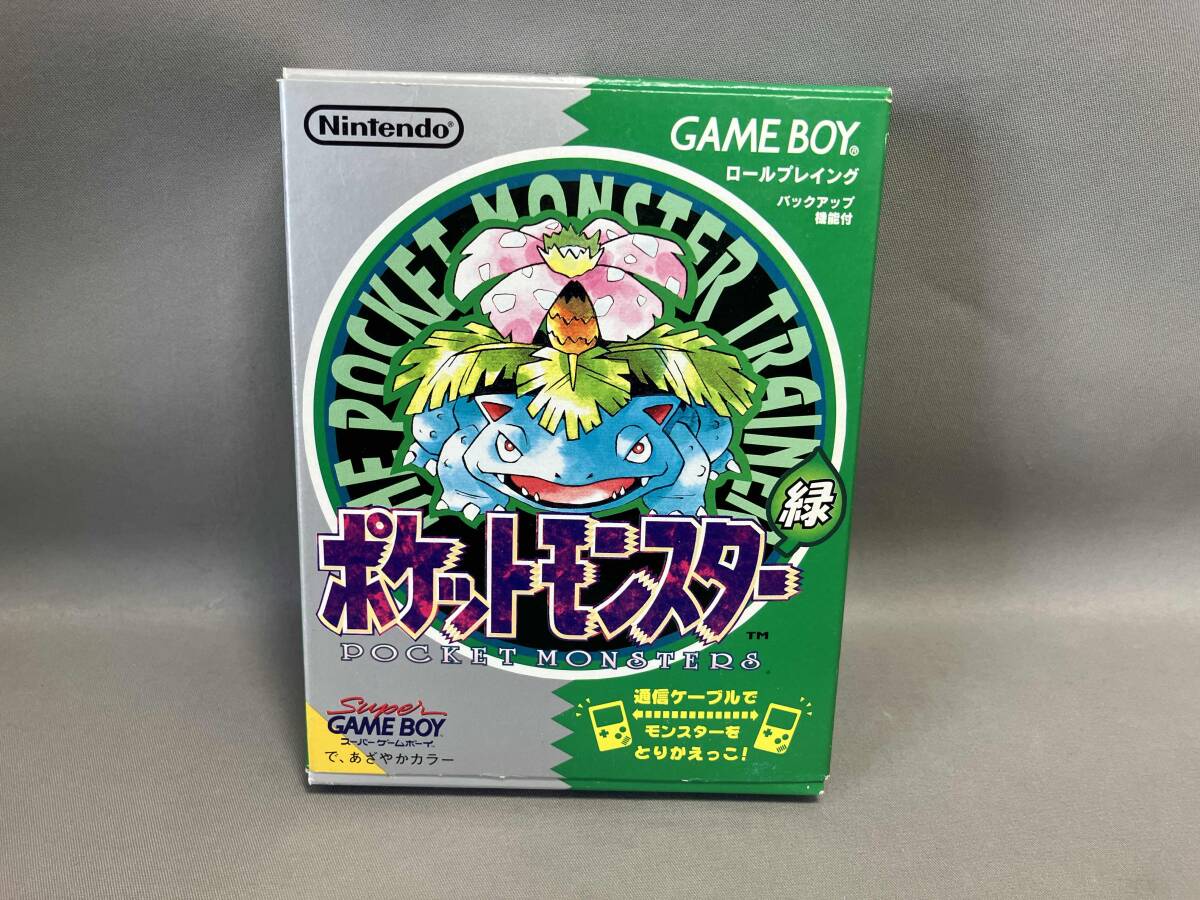 Nintendo®
GAME BOY®
ロールプレイング
バックアップ
機能付
THE POCKET MONSTER TRAINE
緑
ポケットモンスター
TM
POCKET MONSTERS
Super
GAME BOY
スーパーゲームボーイ
で、あざやかカラー
通信ケーブルで
モンスターを
とりかえっこ!